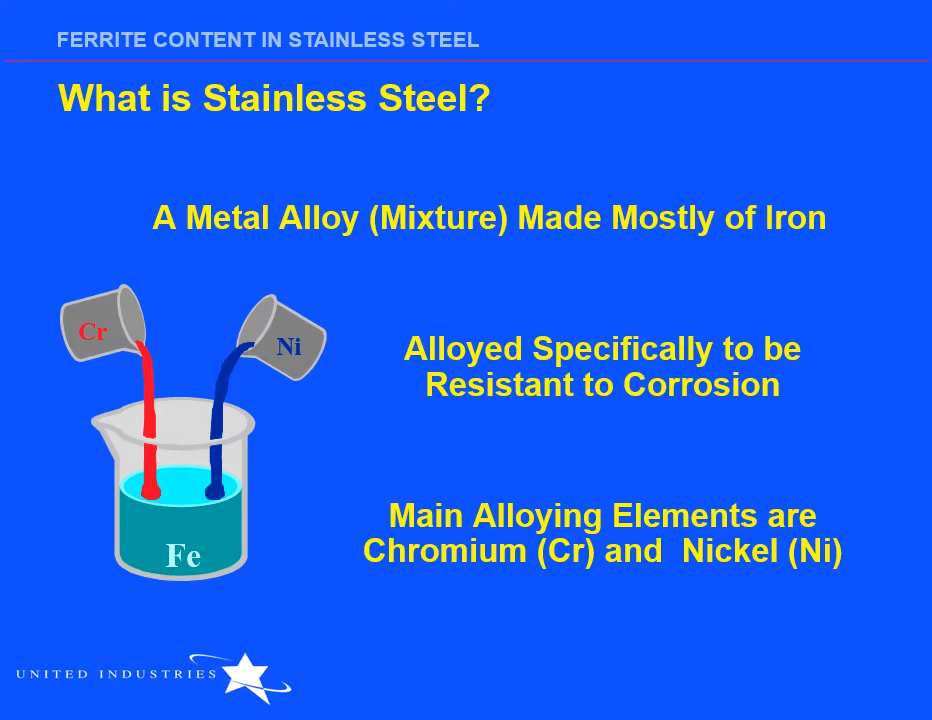 FERRITE CONTENT IN STAINLESS STEEL
What is Stainless Steel?
A Metal Alloy (Mixture) Made Mostly of Iron
Cr
Ni
Alloyed Specifically to be
Resistant to Corrosion
Main Alloying Elements are
Chromium (Cr) and  Nickel (Ni)
Fe
UNITED INDUSTRIES